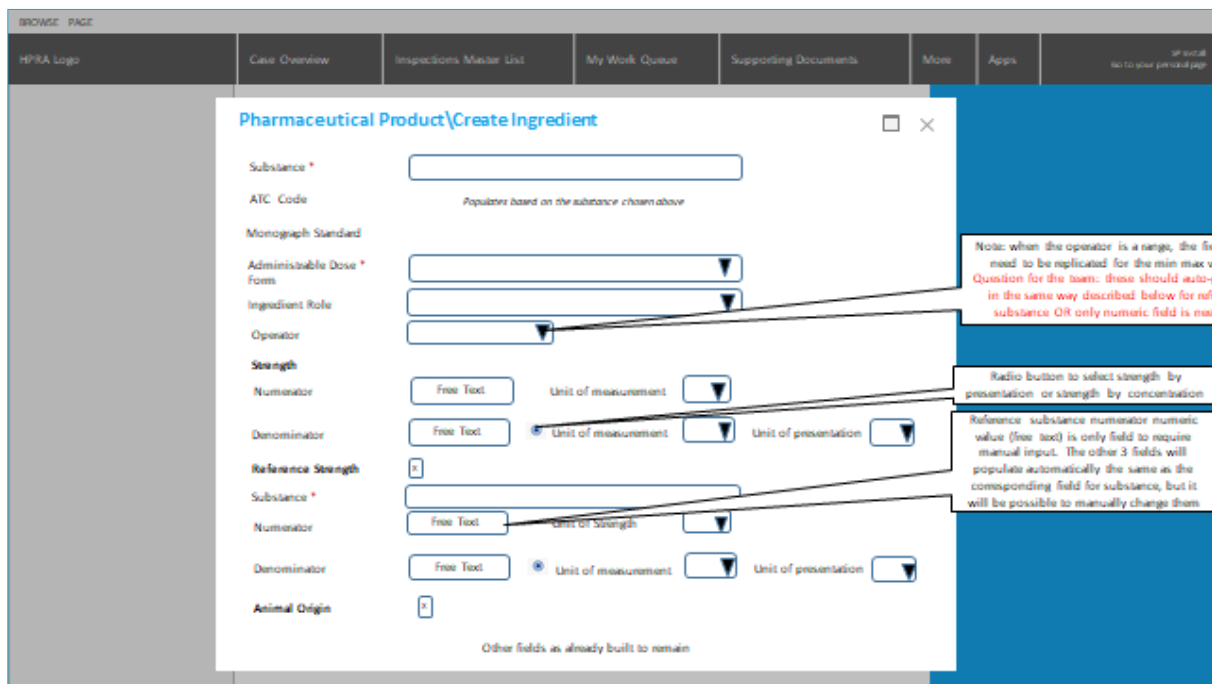 BROWSE PAGE
HPRA Logo
Case Overview
Inspections Master List
My Work Queue
Supporting Documents
More
Apps
SP install
Go to your personal page
Pharmaceutical Product\Create Ingredient
Substance *
ATC Code
Populates based on the substance chosen above
Monograph Standard
Administrable Dose *
Form
Ingredient Role
Operator
Note: when the operator is a range, the fie
need to be replicated for the min max v
Question for the team: these should auto-
in the same way described below for ref
substance OR only numeric field is nee
Strength
Numerator
Free Text
Unit of measurement
Radio button to select strength by
presentation or strength by concentration
Denominator
Free Text
Unit of measurement
Unit of presentation
Reference substance numerator numeric
value (free text) is only field to require
manual input. The other 3 fields will
populate automatically the same as the
corresponding field for substance, but it
will be possible to manually change them
Reference Strength
x
Substance *
Numerator
Free Text
Unit of Strength
Denominator
Free Text
Unit of measurement
Unit of presentation
Animal Origin
x
Other fields as already built to remain